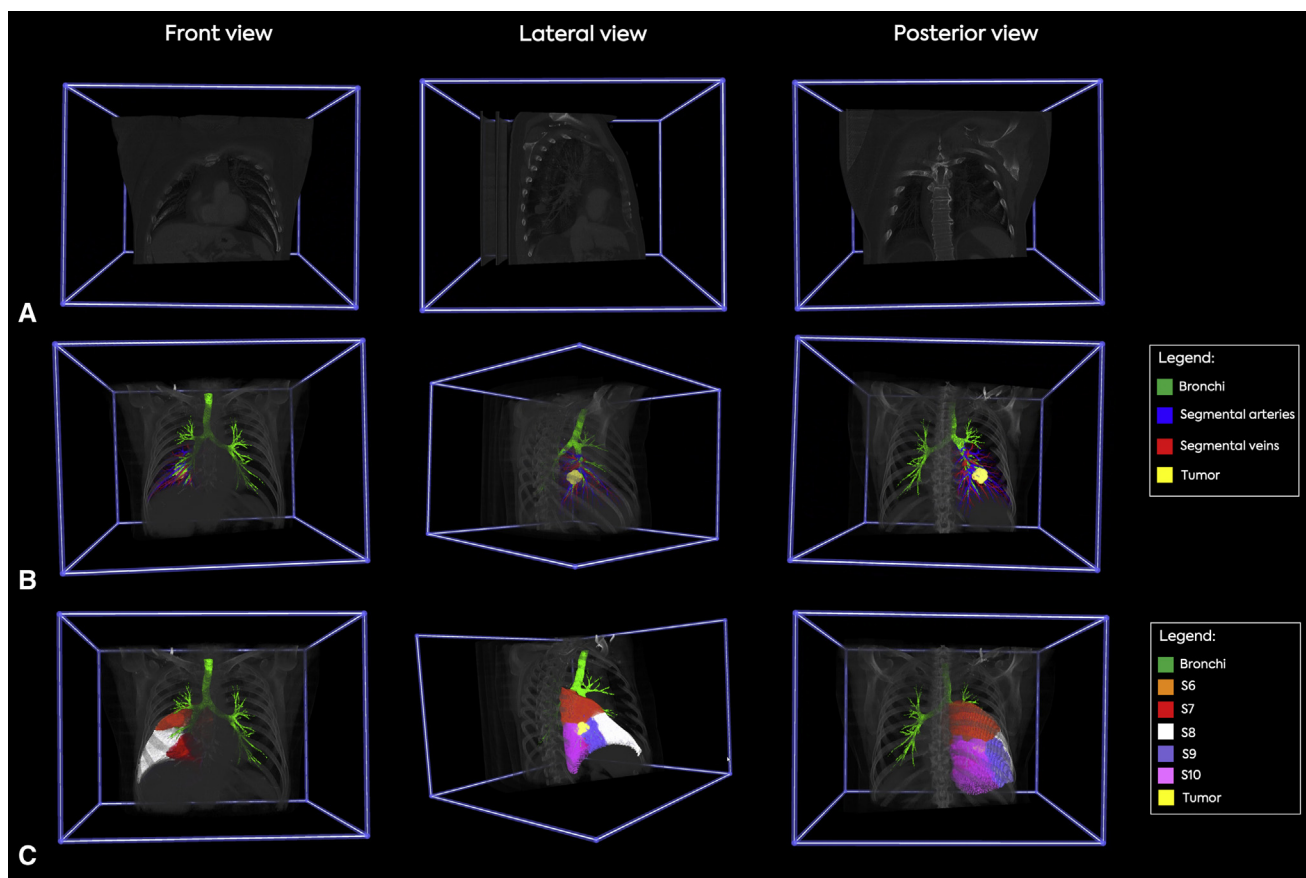 Front view
Lateral view
Posterior view
A
Legend:
Bronchi
Segmental arteries
Segmental veins
Tumor
B
Legend:
Bronchi
S6
S7
S8
S9
S10
Tumor
C